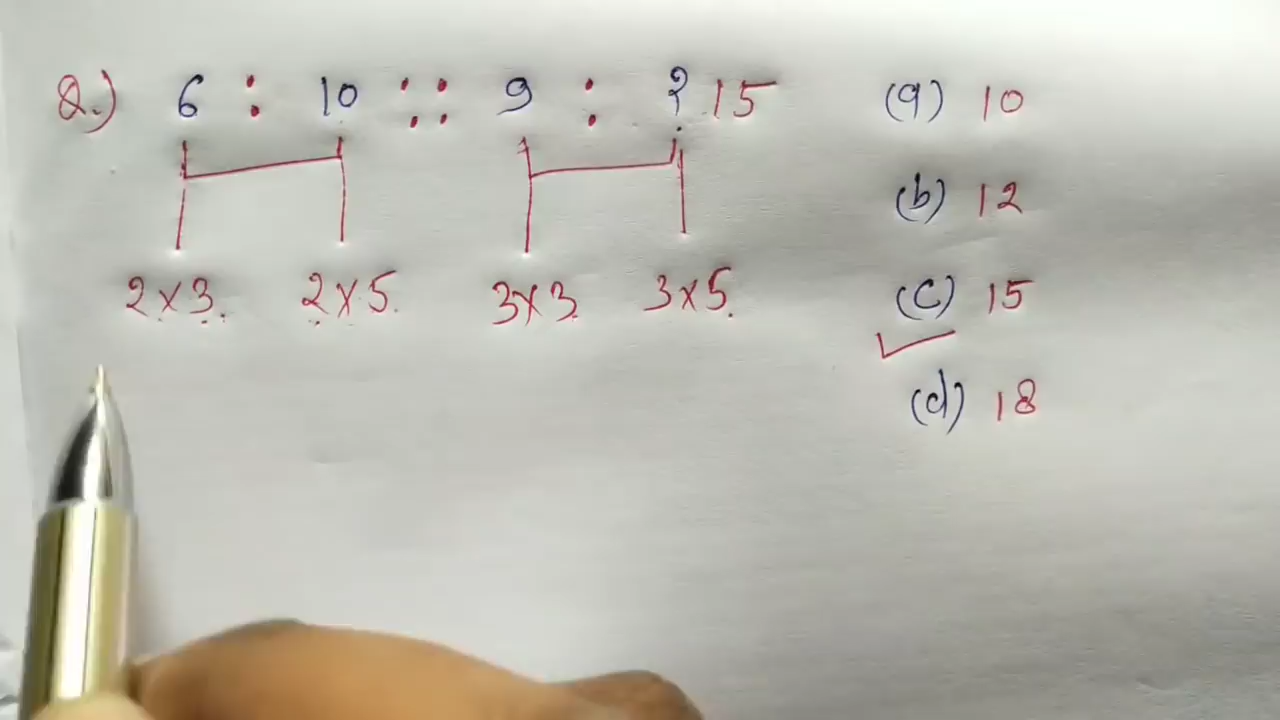 Q.) 6 : 10 :: 9 : ? 15
2×3 2×5 3×3 3×5
(a) 10
(b) 12
(c) 15
(d) 18